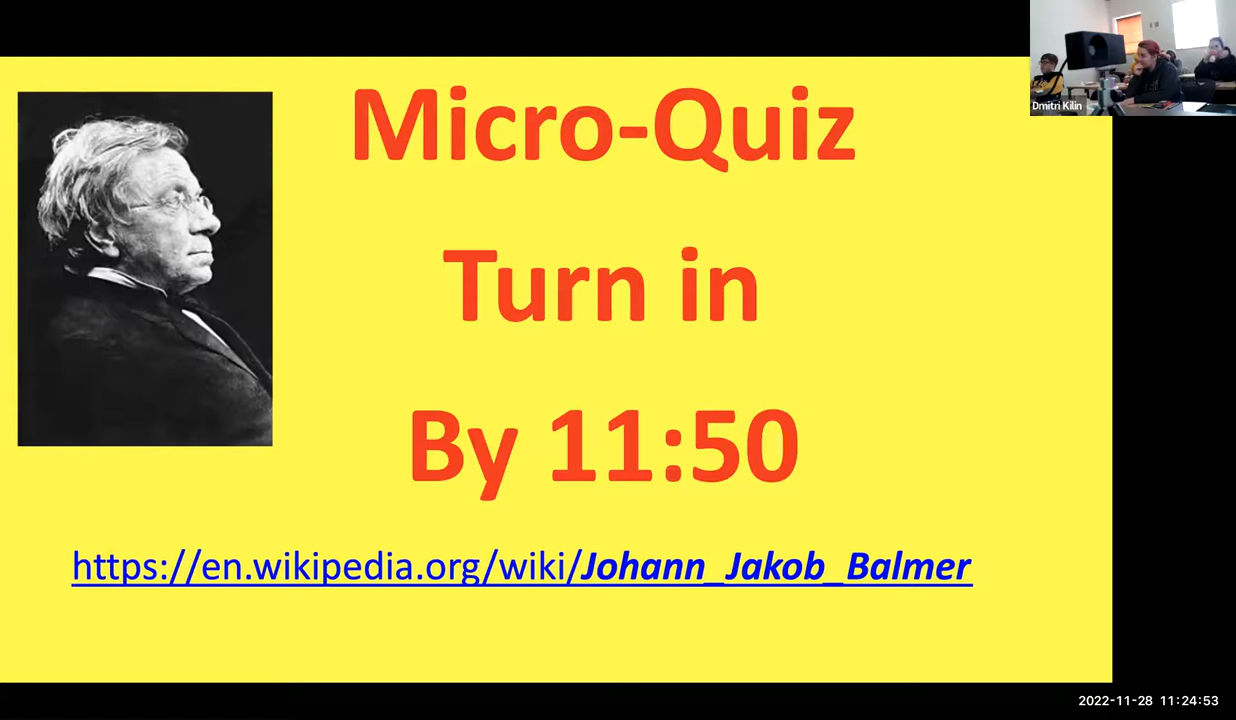 Micro-Quiz
Turn in
By 11:50
https://en.wikipedia.org/wiki/Johann_Jakob_Balmer
Dmitri Kilin
2022-11-28 11:24:53